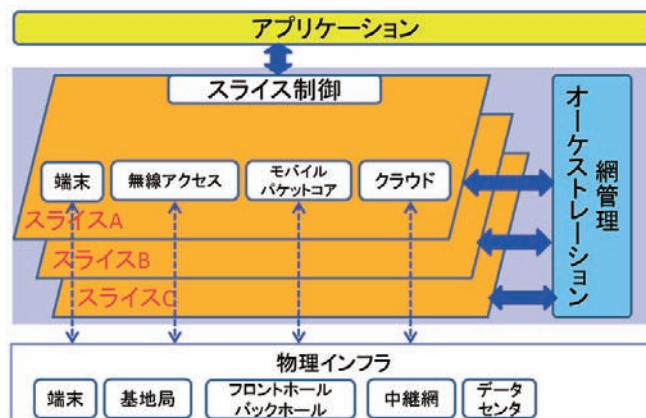 アプリケーション
スライス制御
端末
無線アクセス
モバイル
パケットコア
クラウド
スライスA
スライスB
スライスC
網管理
オーケストレーション
物理インフラ
端末
基地局
フロントホール
バックホール
中継網
データ
センタ